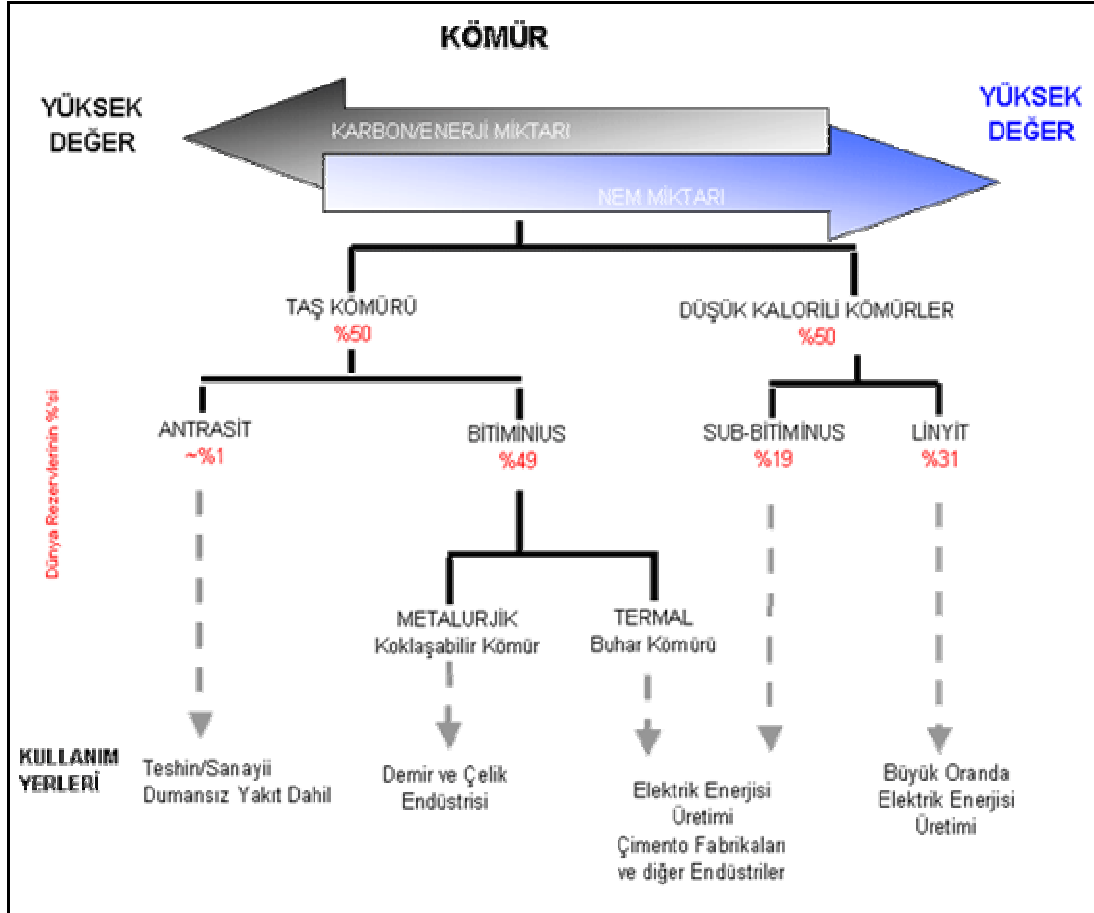 KÖMÜR
YÜKSEK
DEĞER
YÜKSEK
DEĞER
KARBON/ENERJİ MİKTARI
NEM MİKTARI
TAŞ KÖMÜRÜ
%50
DÜŞÜK KALORİLİ KÖMÜRLER
%50
Dünya Rezervlerinin %'si
ANTRASİT
~%1
BİTİMİNİUS
%49
SUB-BİTİMİNUS
%19
LİNYİT
%31
METALURJİK
Koklaşabilir Kömür
TERMAL
Buhar Kömürü
KULLANIM
YERLERİ
Teshin/Sanayii
Dumansız Yakıt Dahil
Demir ve Çelik
Endüstrisi
Elektrik Enerjisi
Üretimi
Çimento Fabrikaları
ve diğer Endüstriler
Büyük Oranda
Elektrik Enerjisi
Üretimi